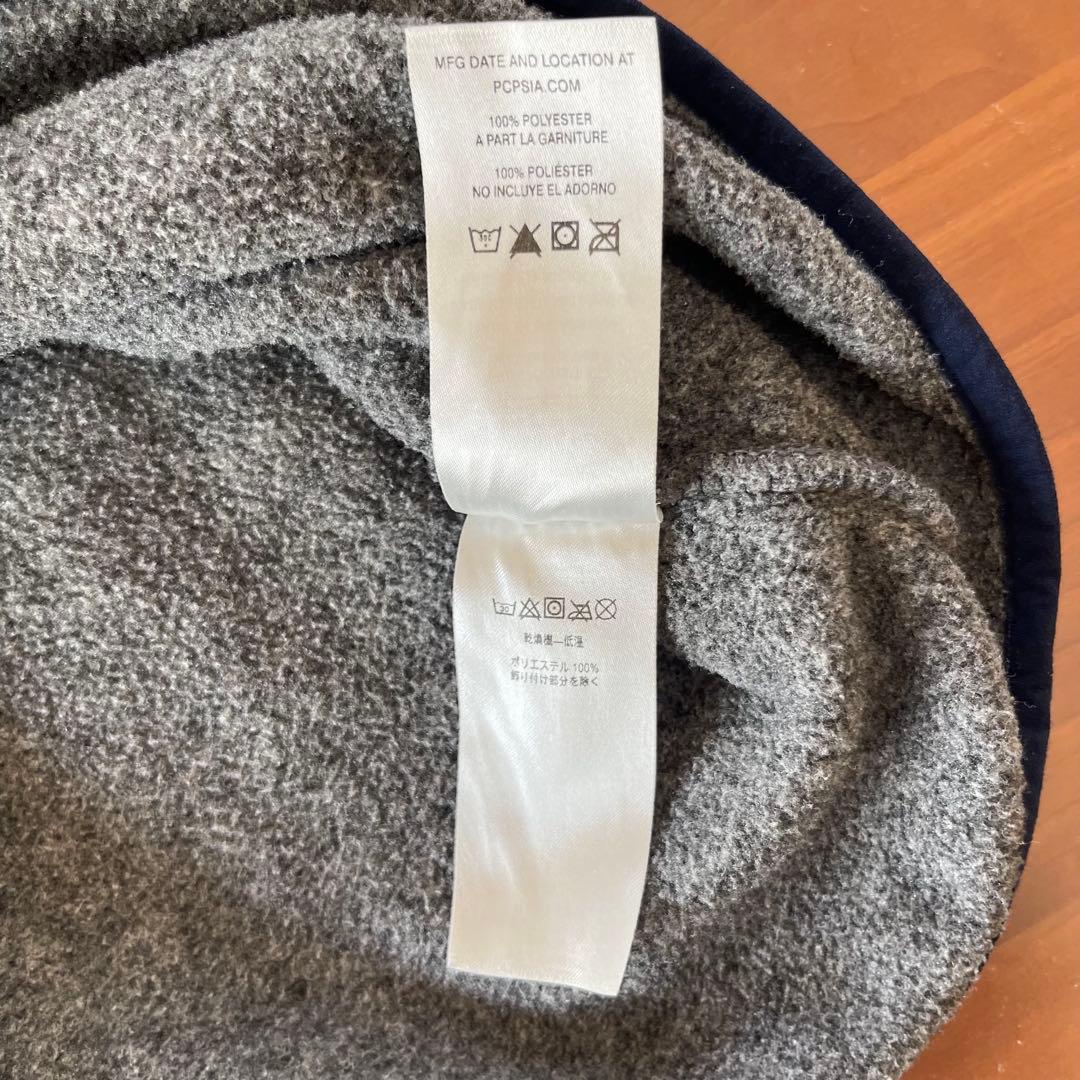 MFG DATE AND LOCATION AT
PCPSIA.COM
100% POLYESTER
A PART LA GARNITURE
100% POLIÉSTER
NO INCLUYE EL ADORNO
30
乾燥機—低温
ポリエステル 100%
飾り付け部分を除く